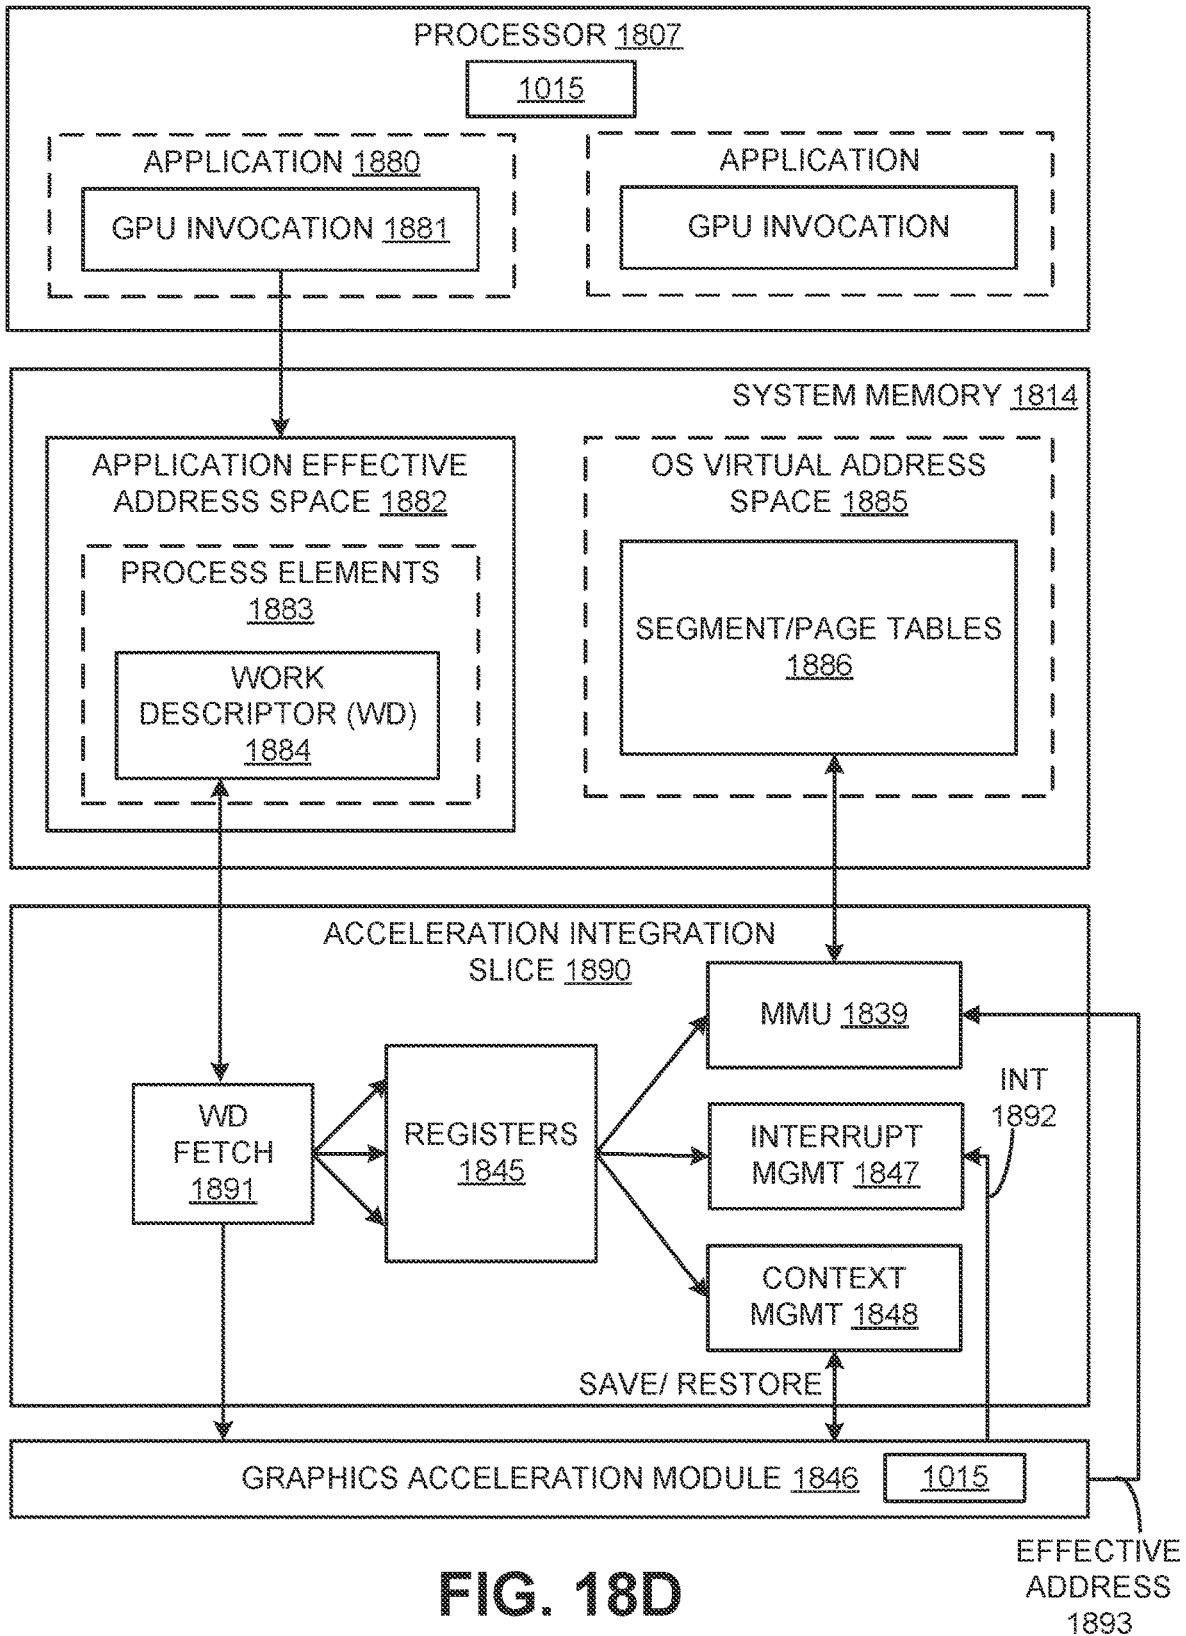 PROCESSOR 1807
1015
APPLICATION 1880
GPU INVOCATION 1881
APPLICATION
GPU INVOCATION
SYSTEM MEMORY 1814
APPLICATION EFFECTIVE
ADDRESS SPACE 1882
PROCESS ELEMENTS
1883
WORK
DESCRIPTOR (WD)
1884
OS VIRTUAL ADDRESS
SPACE 1885
SEGMENT/PAGE TABLES
1886
ACCELERATION INTEGRATION
SLICE 1890
WD
FETCH
1891
REGISTERS
1845
MMU 1839
INTERRUPT
MGMT 1847
CONTEXT
MGMT 1848
INT
1892
SAVE/ RESTORE
GRAPHICS ACCELERATION MODULE 1846
1015
EFFECTIVE
ADDRESS
1893
FIG. 18D